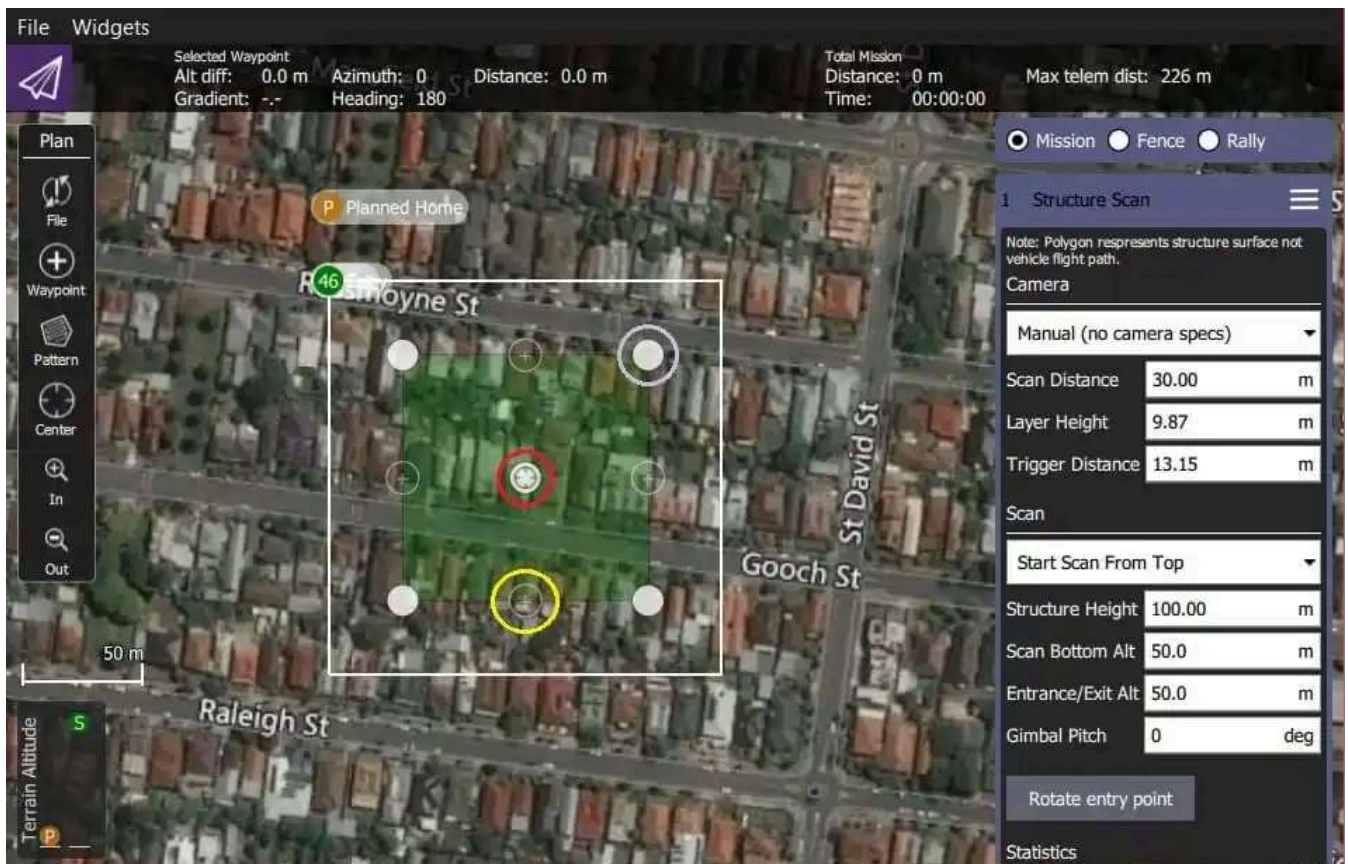 File Widgets
Selected Waypoint
Alt diff: 0.0 m Azimuth: 0 Distance: 0.0 m
Gradient: -.- Heading: 180
Total Mission
Distance: 0 m Max telem dist: 226 m
Time: 00:00:00
Plan
File
Waypoint
Pattern
Center
In
Out
P Planned Home
46
Gooch St
St David St
Raleigh St
50 m
Terrain Altitude
S
P
Mission Fence Rally
1 Structure Scan
Note: Polygon respresents structure surface not
vehicle flight path.
Camera
Manual (no camera specs)
Scan Distance 30.00 m
Layer Height 9.87 m
Trigger Distance 13.15 m
Scan
Start Scan From Top
Structure Height 100.00 m
Scan Bottom Alt 50.0 m
Entrance/Exit Alt 50.0 m
Gimbal Pitch 0 deg
Rotate entry point
Statistics